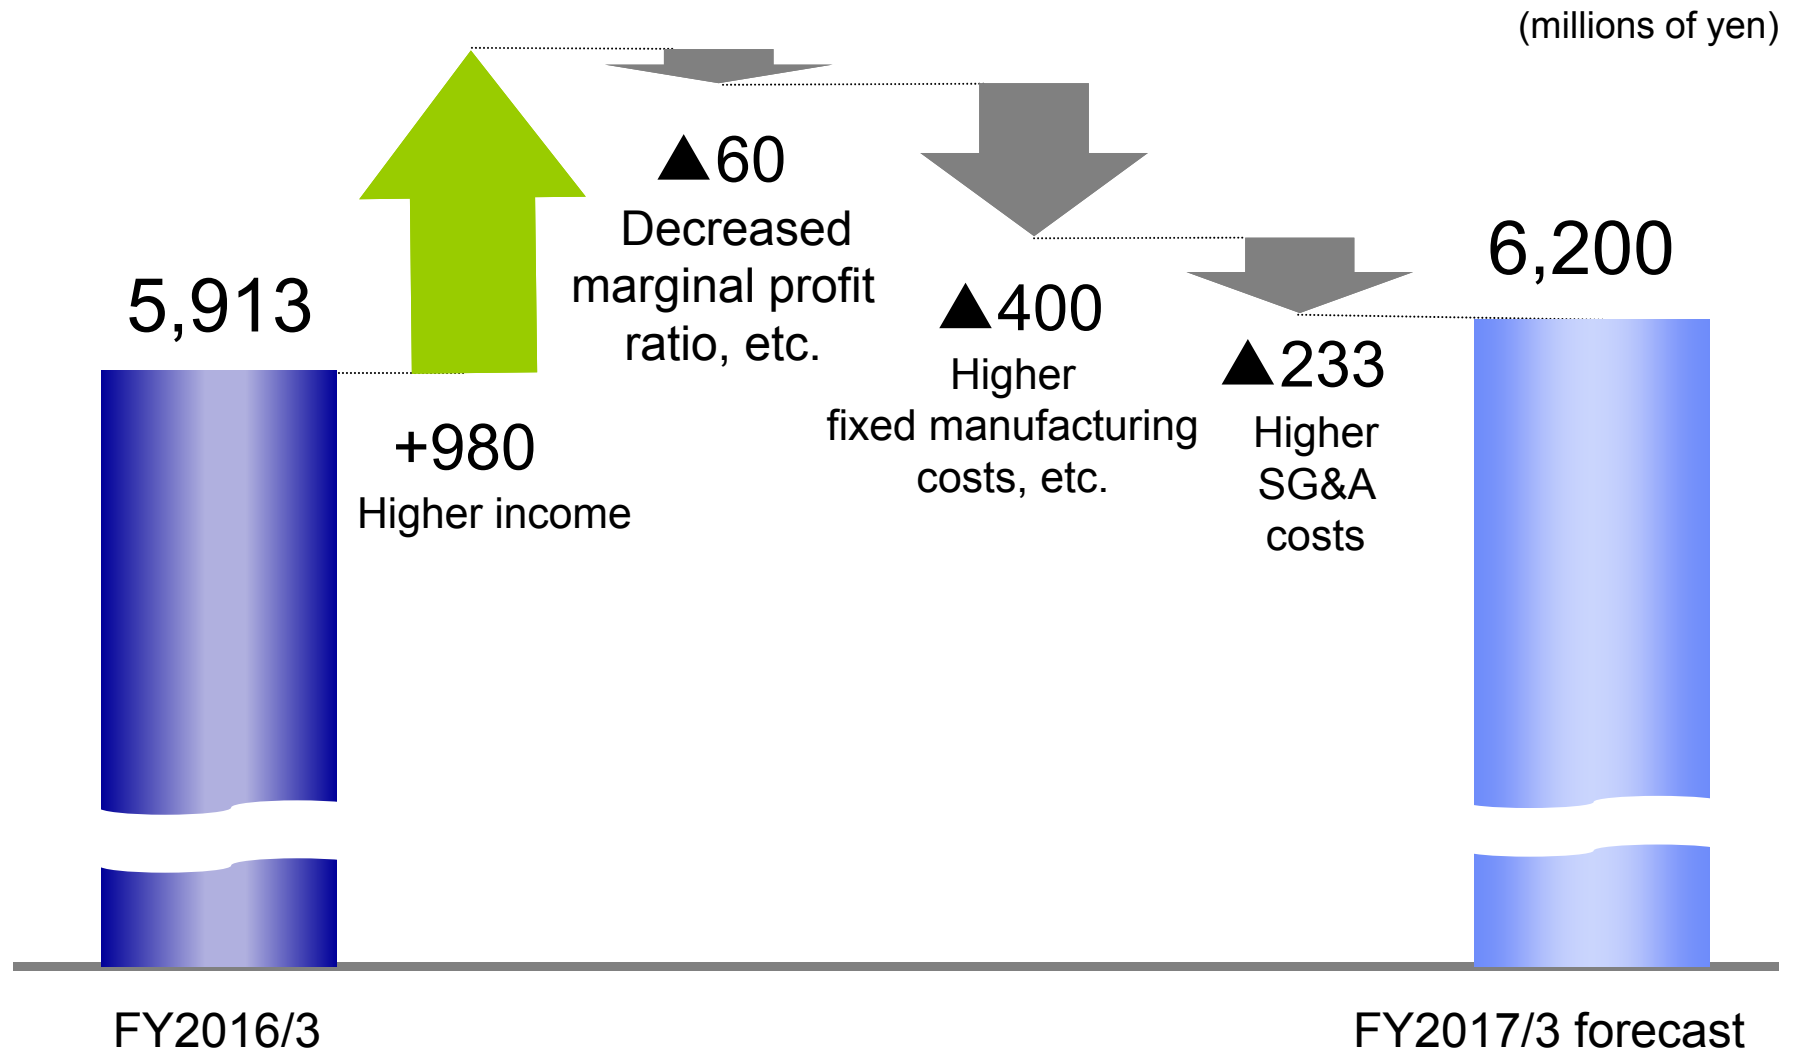 (millions of yen)
5,913
+980
Higher income
▲60
Decreased
marginal profit
ratio, etc.
▲400
Higher
fixed manufacturing
costs, etc.
▲233
Higher
SG&A
costs
6,200
FY2016/3
FY2017/3 forecast